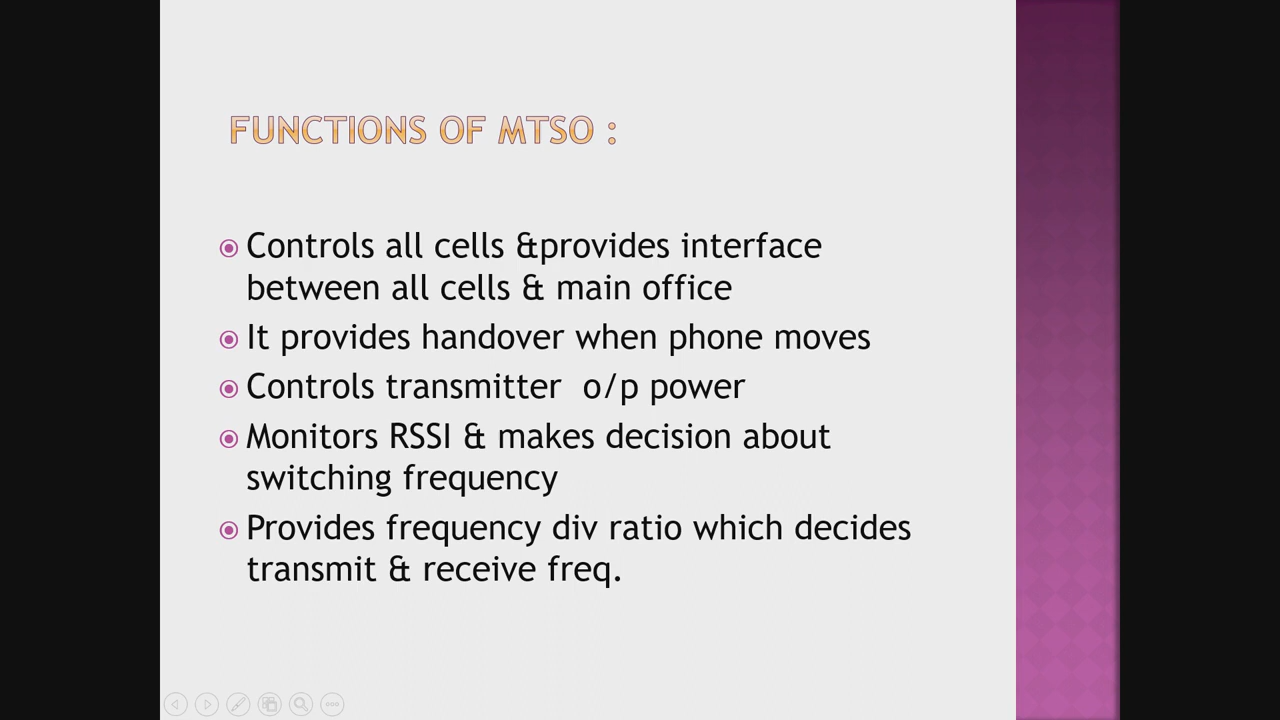 FUNCTIONS OF MTSO :
Controls all cells &provides interface
between all cells & main office
It provides handover when phone moves
Controls transmitter  o/p power
Monitors RSSI & makes decision about
switching frequency
Provides frequency div ratio which decides
transmit & receive freq.